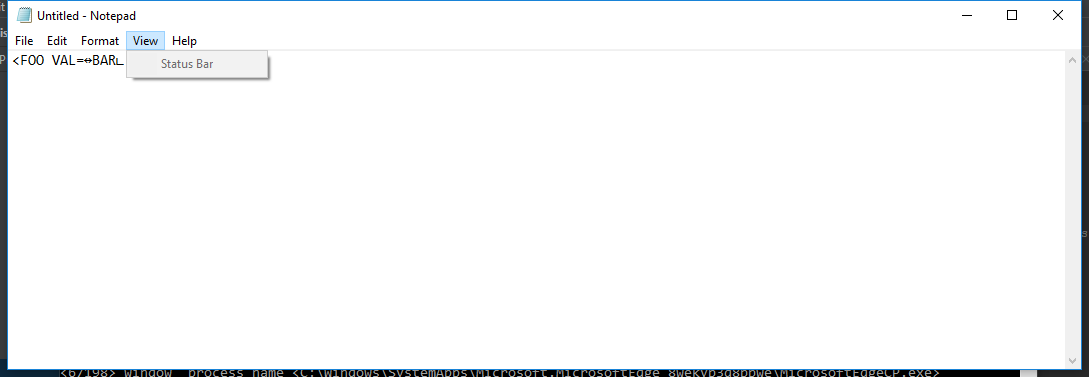 Untitled - Notepad
File Edit Format View Help
<FOO VAL=↔BAR∟
Status Bar
<6/198> window process name <C:\Windows\SystemApps\Microsoft.MicrosoftEdge_8wekyb3d8bbwe\MicrosoftEdgeCP.exe>